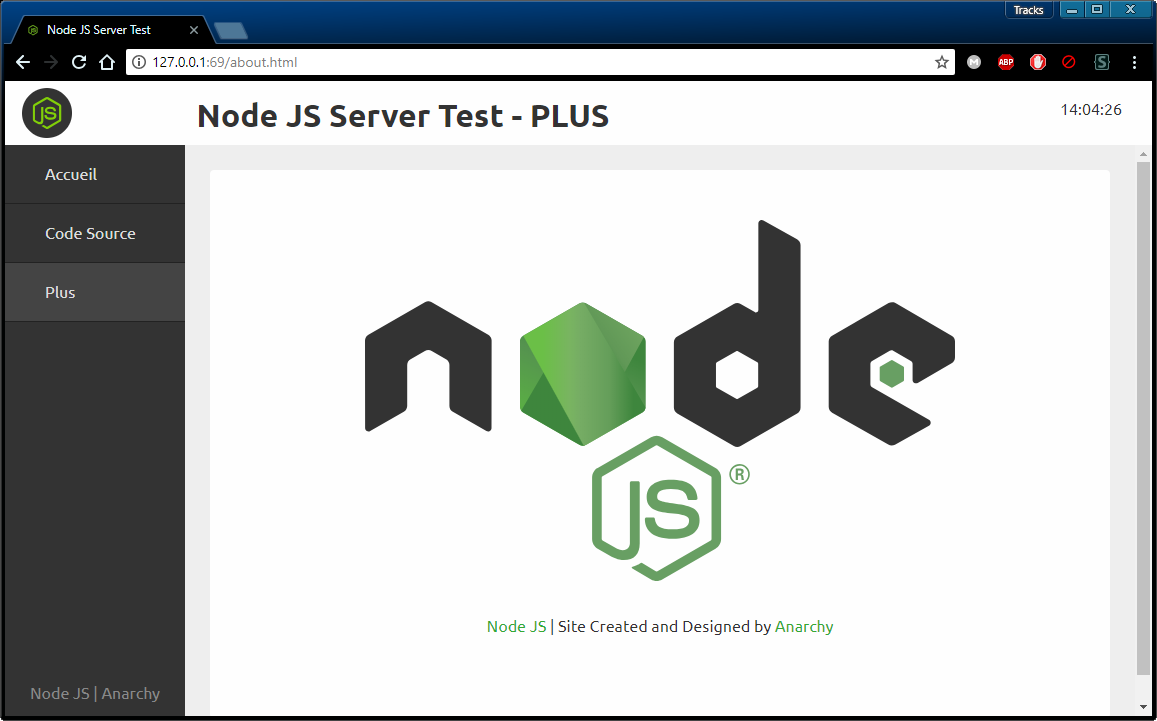 Tracks
Node JS Server Test
127.0.0.1:69/about.html
M
ABP
S
JS
Node JS Server Test - PLUS
14:04:26
Accueil
Code Source
Plus
node
JS ®
Node JS | Site Created and Designed by Anarchy
Node JS | Anarchy